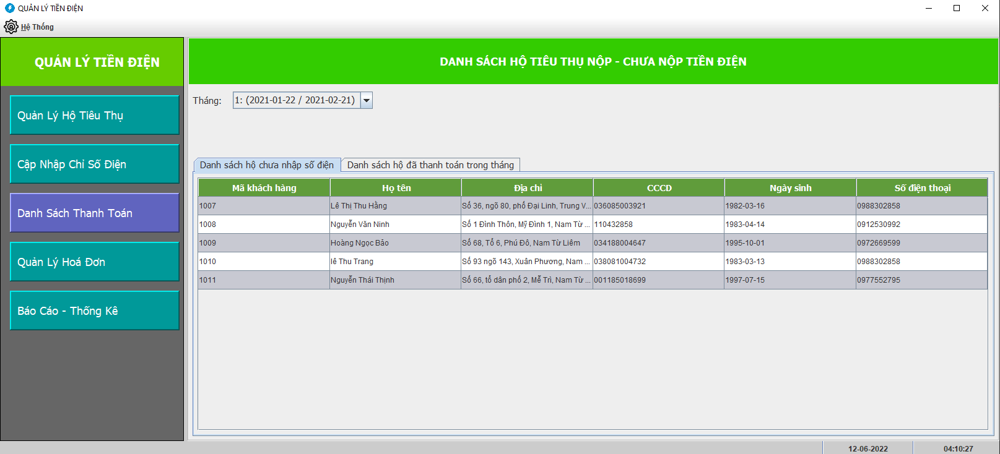 QUẢN LÝ TIỀN ĐIỆN
Hệ Thống
QUẢN LÝ TIỀN ĐIỆN
Quản Lý Hộ Tiêu Thụ
Cập Nhập Chỉ Số Điện
Danh Sách Thanh Toán
Quản Lý Hoá Đơn
Báo Cáo - Thống Kê
DANH SÁCH HỘ TIÊU THỤ NỘP - CHƯA NỘP TIỀN ĐIỆN
Tháng: 1: (2021-01-22 / 2021-02-21)
Danh sách hộ chưa nhập số điện Danh sách hộ đã thanh toán trong tháng
Mã khách hàng Họ tên Địa chỉ CCCD Ngày sinh Số điện thoại
1007 Lê Thị Thu Hằng Số 36, ngõ 80, phố Đại Linh, Trung V... 036085003921 1982-03-16 0988302858
1008 Nguyễn Văn Ninh Số 1 Đình Thôn, Mỹ Đình 1, Nam Từ ... 110432858 1983-04-14 0912530992
1009 Hoàng Ngọc Bảo Số 68, Tổ 6, Phú Đô, Nam Từ Liêm 034188004647 1995-10-01 0972669599
1010 lê Thu Trang Số 93 ngõ 143, Xuân Phương, Nam ... 038081004732 1983-03-13 0988302858
1011 Nguyễn Thái Thịnh Số 66, tổ dân phố 2, Mễ Trì, Nam Từ ... 001185018699 1997-07-15 0977552795
12-06-2022 04:10:27